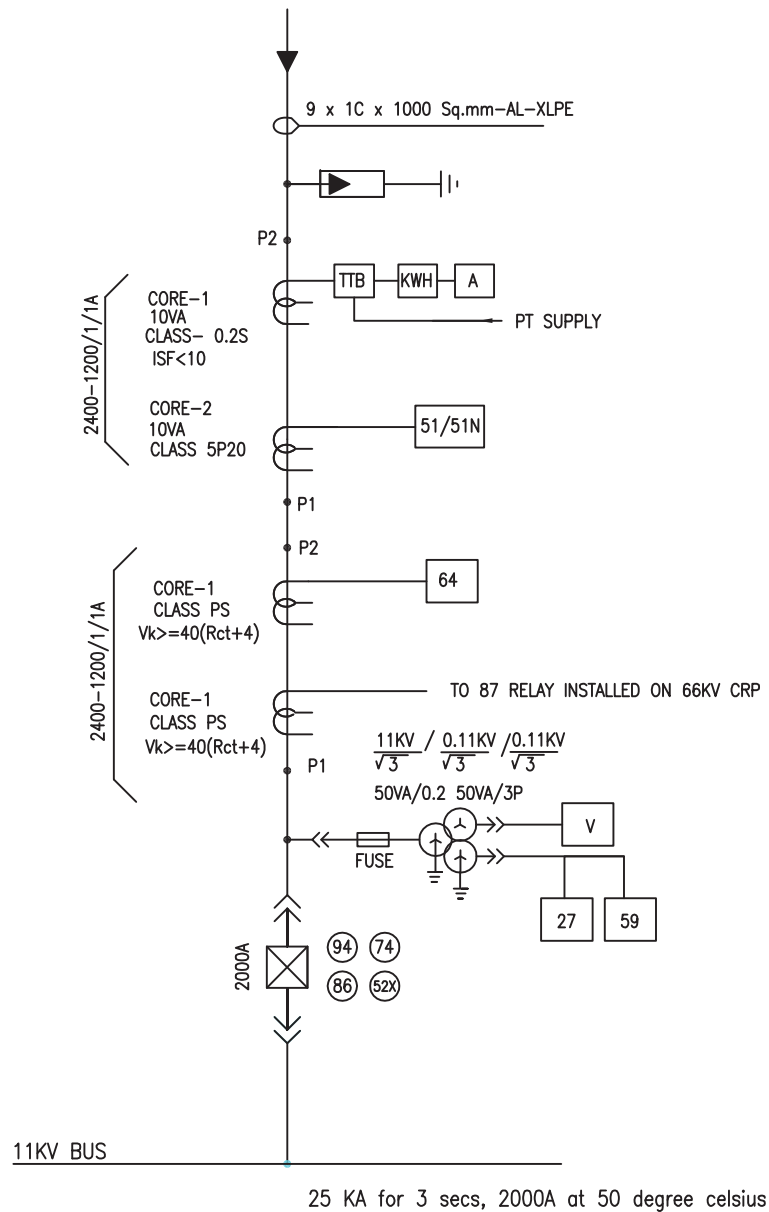 9 x 1C x 1000 Sq.mm-AL-XLPE
P2
2400-1200/1/1A
CORE-1
10VA
CLASS- 0.2S
ISF<10
TTB
KWH
A
PT SUPPLY
CORE-2
10VA
CLASS 5P20
51/51N
P1
P2
2400-1200/1/1A
CORE-1
CLASS PS
Vk>=40(Rct+4)
64
CORE-1
CLASS PS
Vk>=40(Rct+4)
TO 87 RELAY INSTALLED ON 66KV CRP
P1
11KV/√3 / 0.11KV/√3 / 0.11KV/√3
50VA/0.2 50VA/3P
V
FUSE
27
59
2000A
94
74
86
52X
11KV BUS
25 KA for 3 secs, 2000A at 50 degree celsius